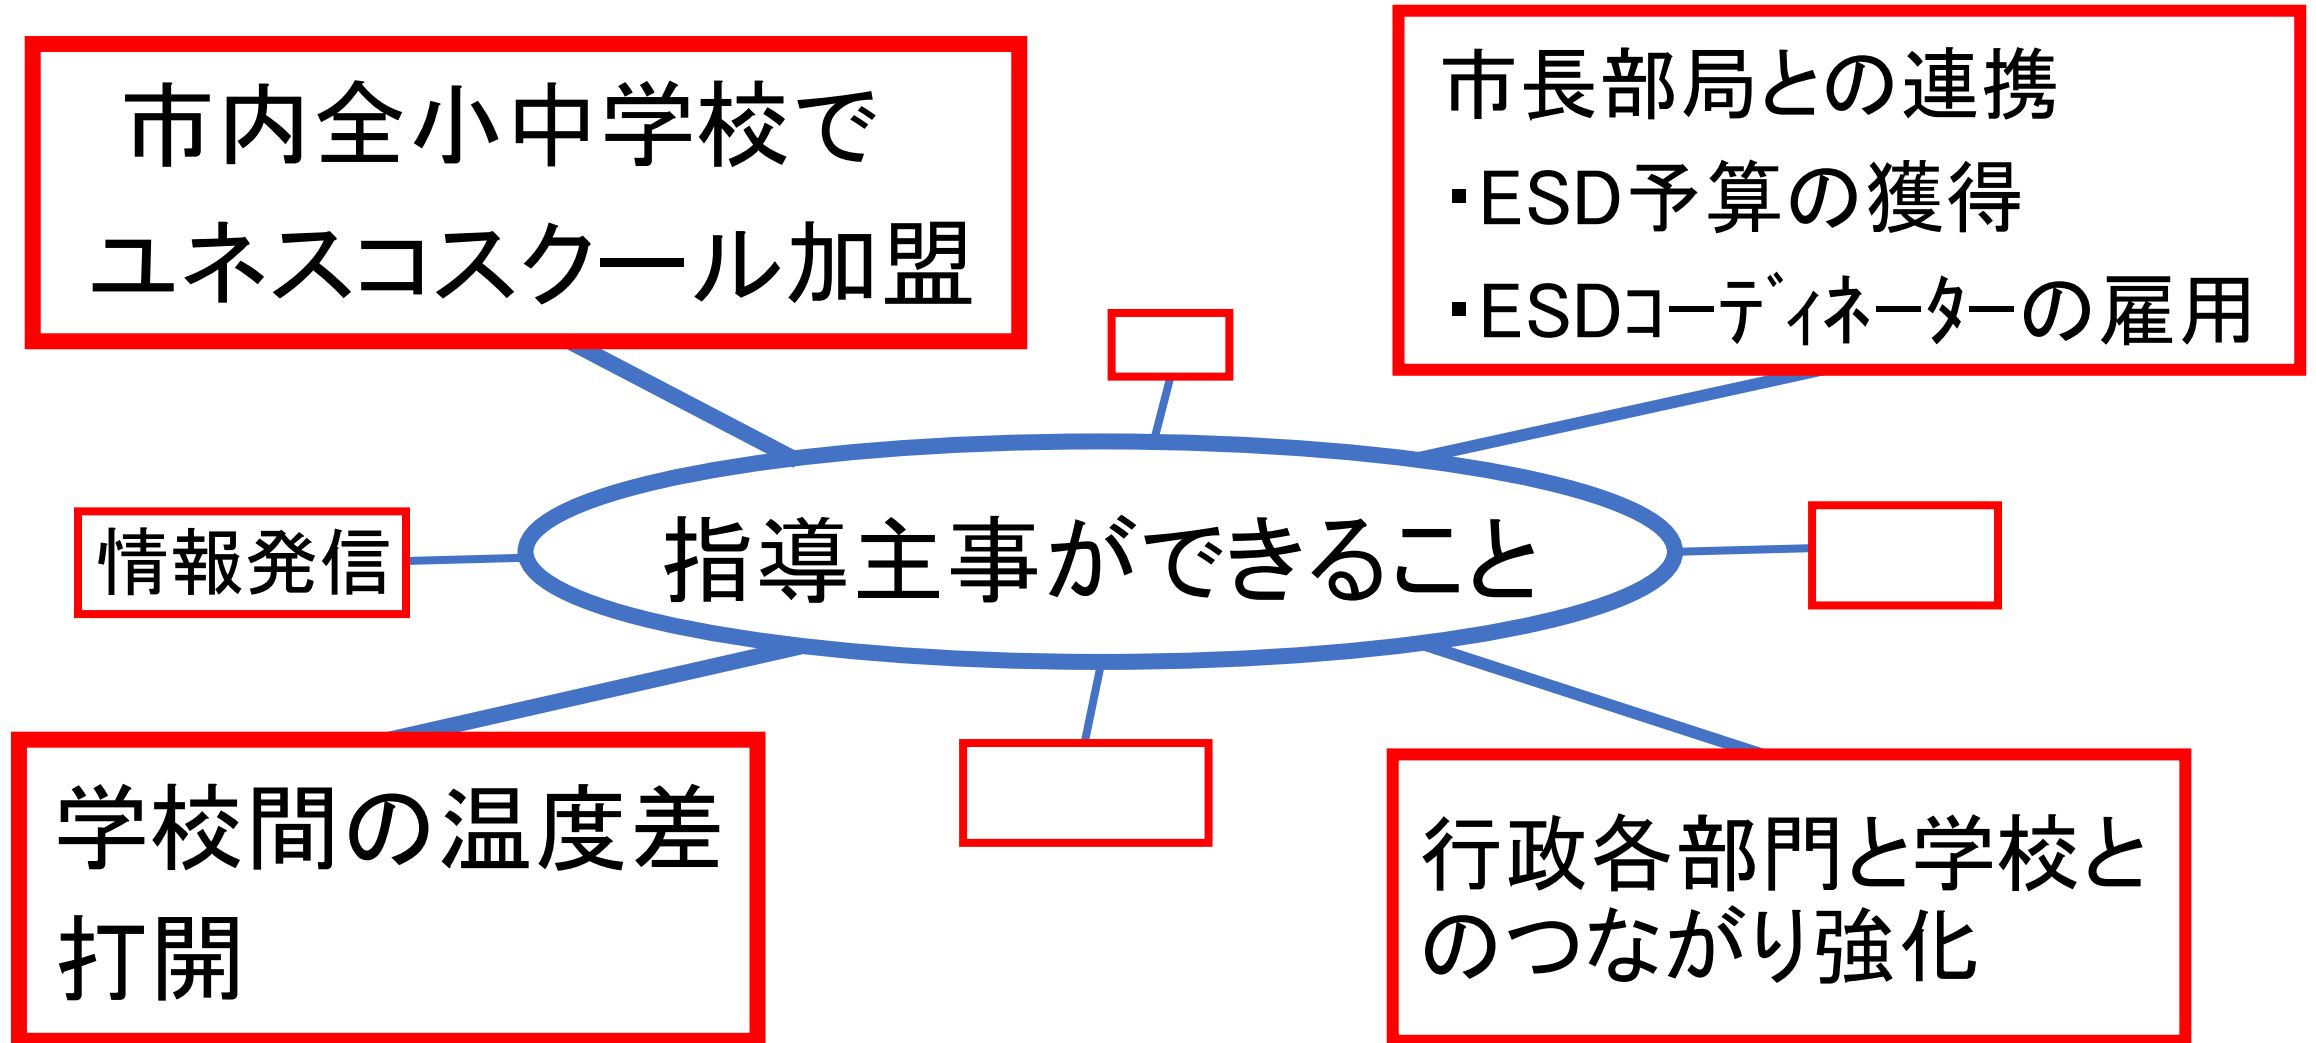 市内全小中学校で
ユネスコスクール加盟
市長部局との連携
・ESD予算の獲得
・ESDｺｰﾃﾞｨﾈｰﾀｰの雇用
情報発信
指導主事ができること
学校間の温度差
打開
行政各部門と学校と
のつながり強化